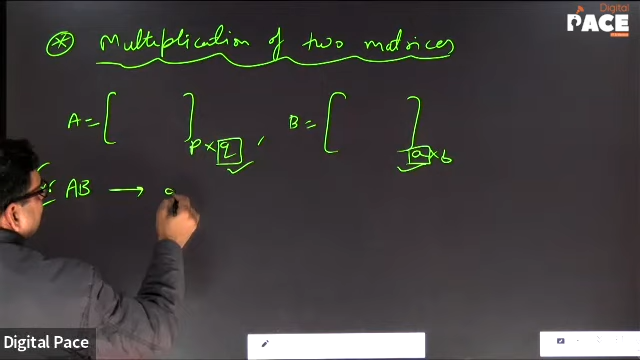 Digital
PACE
* Multiplication of two matrices
A = [ ] p×q , B = [ ] a×b
AB → q
Digital Pace